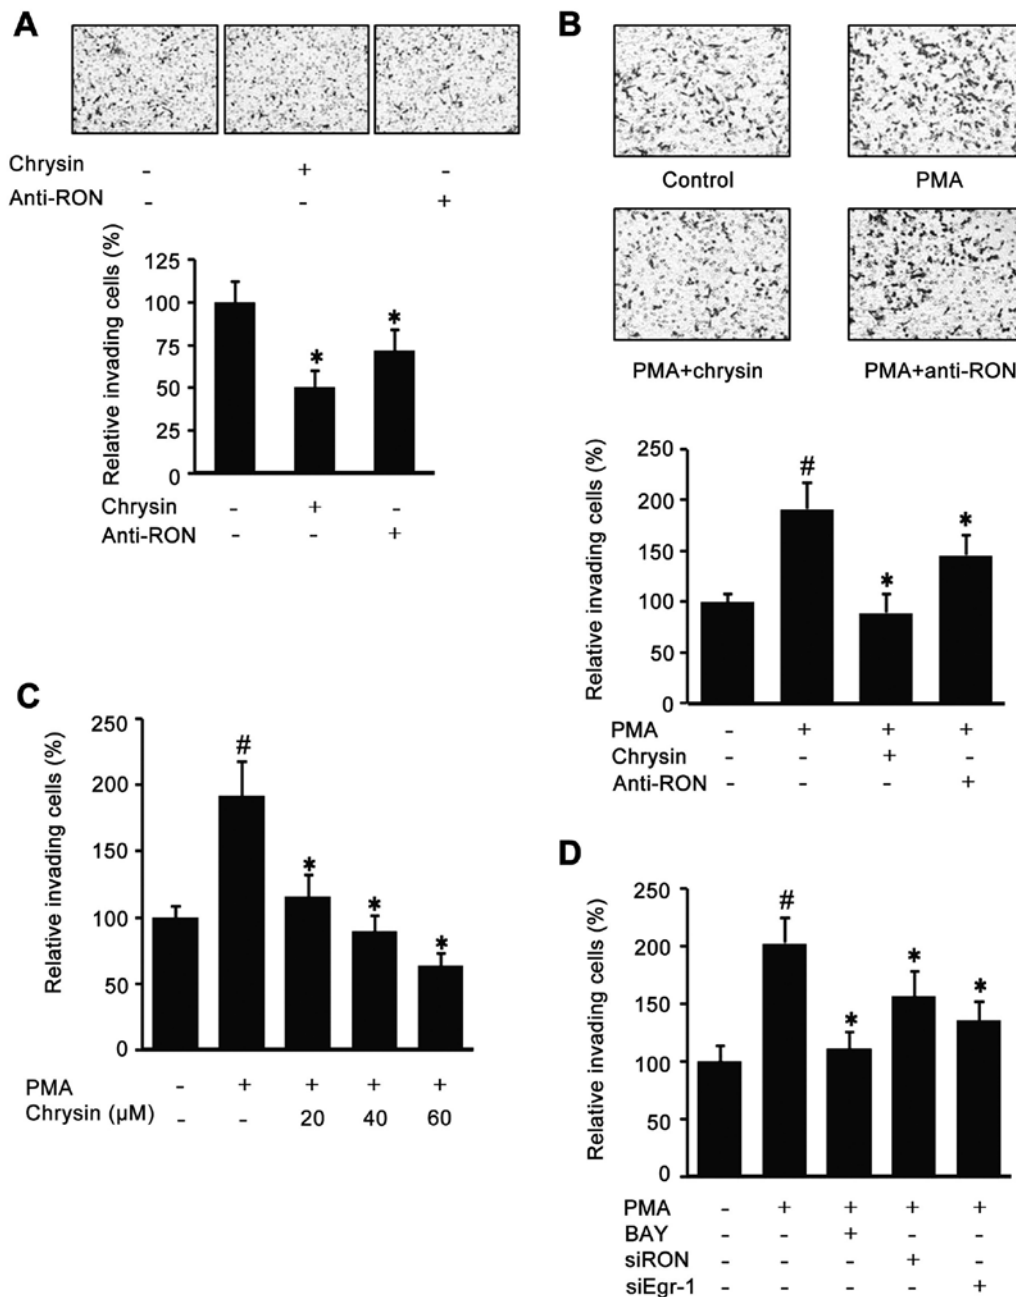 A
Chrysin - + -
Anti-RON - - +
Relative invading cells (%)
125
100
75
50
25
0
* *
Chrysin - + -
Anti-RON - - +
B
Control PMA
PMA+chrysin PMA+anti-RON
Relative invading cells (%)
250
200
150
100
50
0
# * *
PMA - + + +
Chrysin - - + -
Anti-RON - - - +
C
Relative invading cells (%)
250
200
150
100
50
0
# * * *
PMA - + + + +
Chrysin (μM) - - 20 40 60
D
Relative invading cells (%)
250
200
150
100
50
0
# * * *
PMA - + + + +
BAY - - + - -
siRON - - - + -
siEgr-1 - - - - +